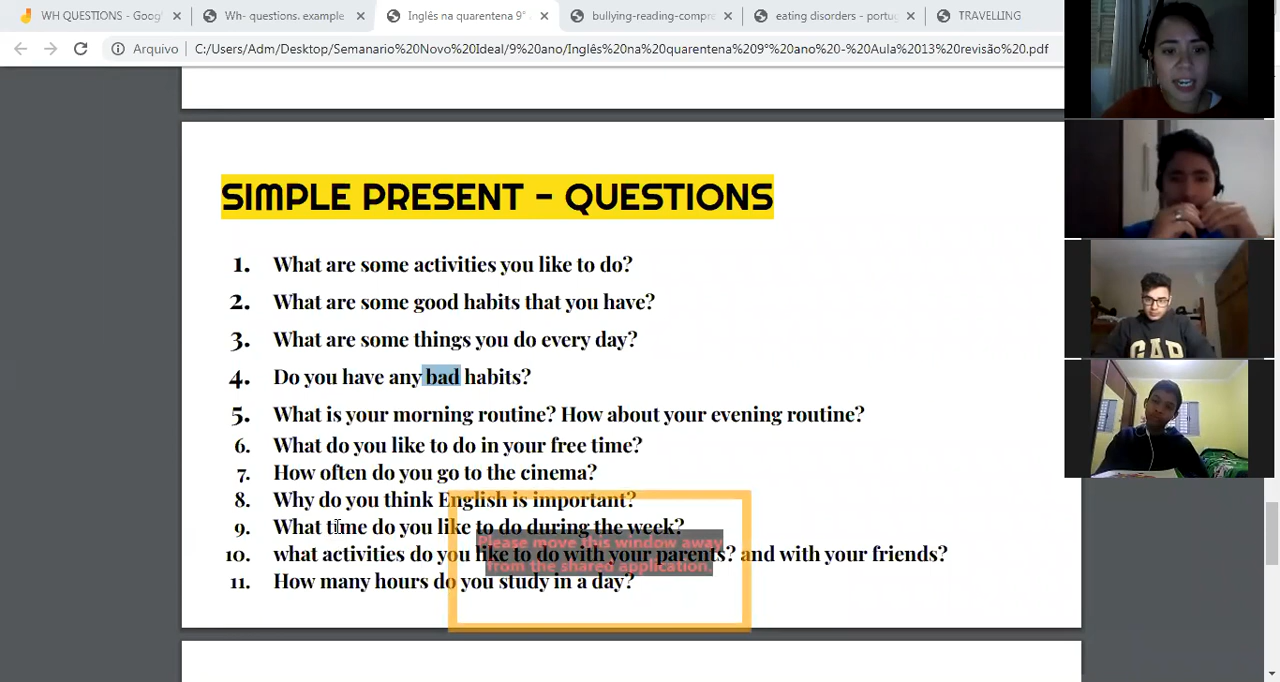 WH QUESTIONS - Goog
Wh- questions. example
Inglês na quarentena 9°
bullying-reading-compre
eating disorders - portug
TRAVELLING
Arquivo C:/Users/Adm/Desktop/Semanario%20Novo%20Ideal/9%20ano/Inglês%20na%20quarentena%209°%20ano%20-%20Aula%2013%20revisão%20.pdf
SIMPLE PRESENT - QUESTIONS
1. What are some activities you like to do?
2. What are some good habits that you have?
3. What are some things you do every day?
4. Do you have any bad habits?
5. What is your morning routine? How about your evening routine?
6. What do you like to do in your free time?
7. How often do you go to the cinema?
8. Why do you think English is important?
9. What time do you like to do during the week?
Please move this window away
10. what activities do you like to do with your parents? and with your friends?
from the shared application.
11. How many hours do you study in a day?
GAP